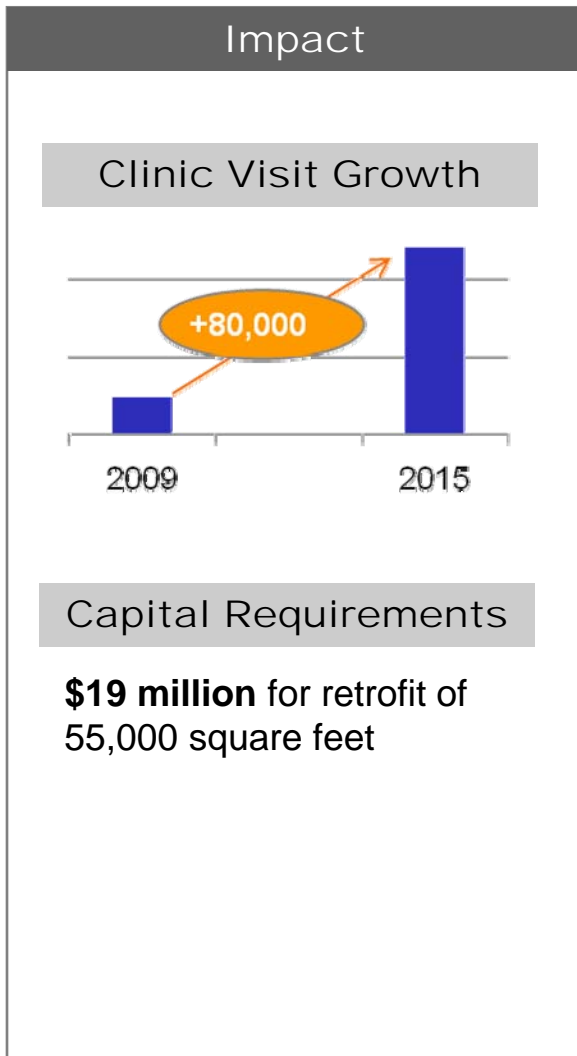 Impact
Clinic Visit Growth
+80,000
2009 2015
Capital Requirements
$19 million for retrofit of
55,000 square feet